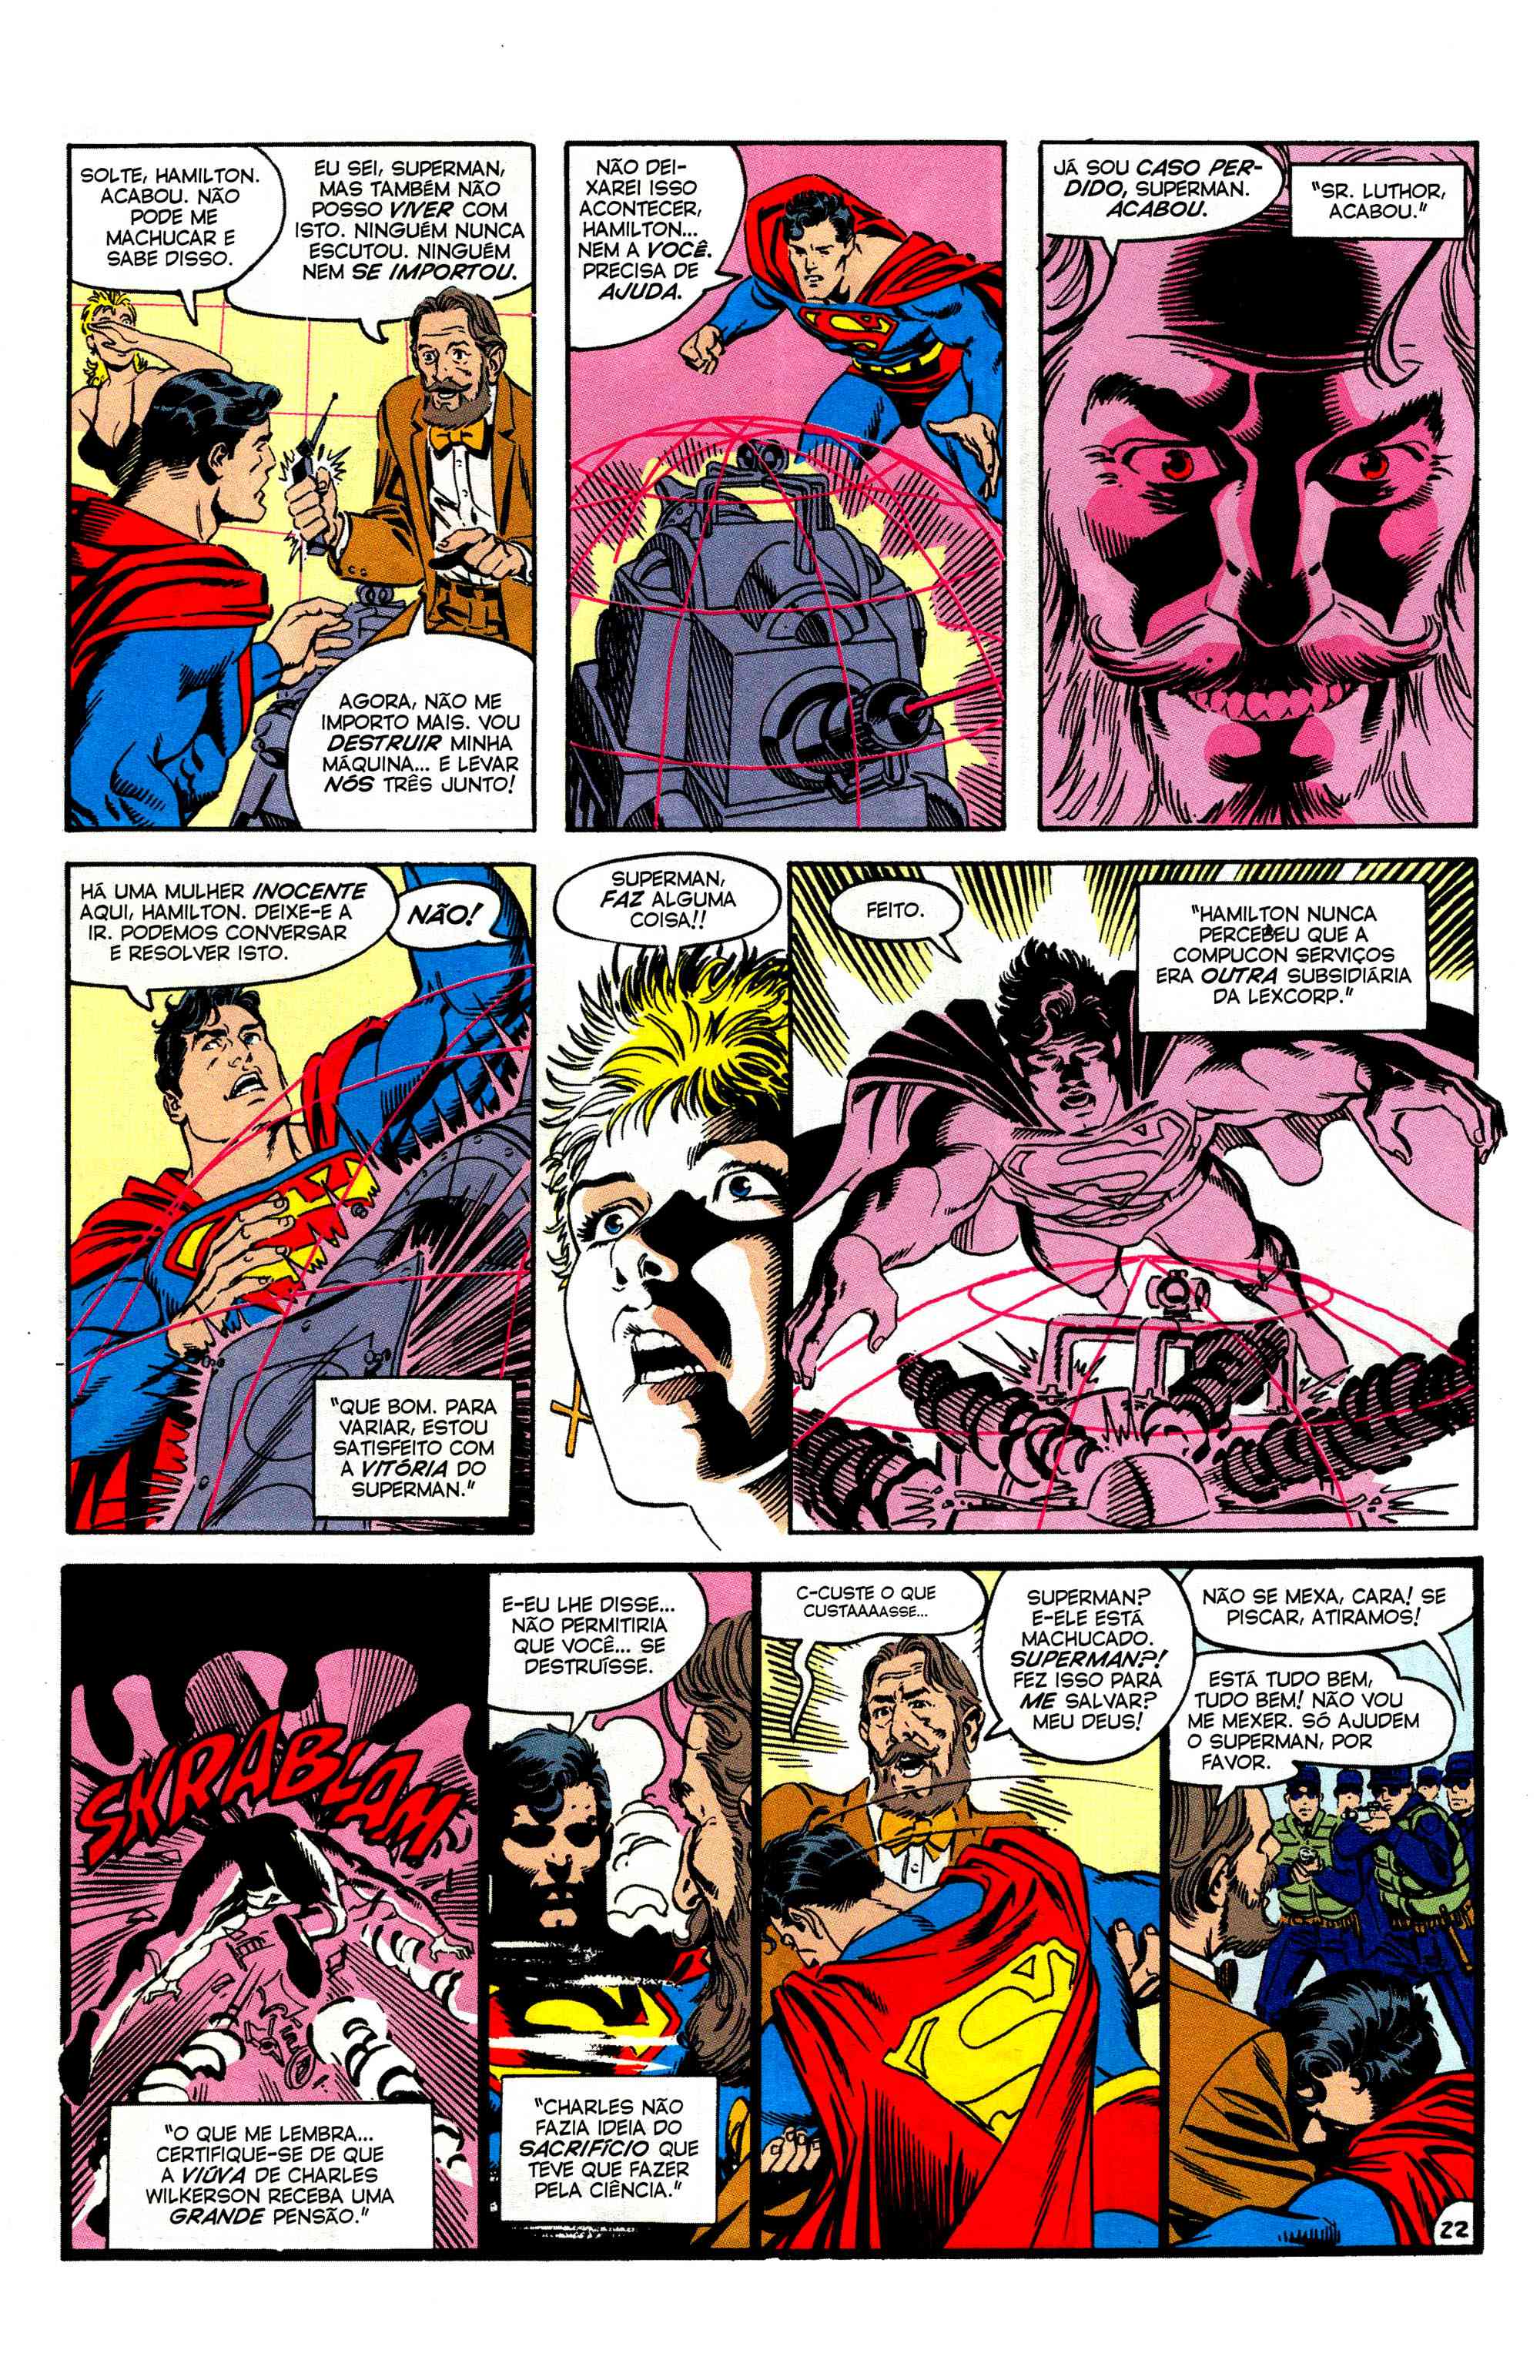 SOLTE, HAMILTON.
ACABOU. NÃO
PODE ME
MACHUCAR E
SABE DISSO.
EU SEI, SUPERMAN,
MAS TAMBÉM NÃO
POSSO VIVER COM
ISTO. NINGUÉM NUNCA
ESCUTOU. NINGUÉM
NEM SE IMPORTOU.
AGORA, NÃO ME
IMPORTO MAIS. VOU
DESTRUIR MINHA
MÁQUINA... E LEVAR
NÓS TRÊS JUNTO!
NÃO DEI-
XAREI ISSO
ACONTECER,
HAMILTON...
NEM A VOCÊ.
PRECISA DE
AJUDA.
JÁ SOU CASO PER-
DIDO, SUPERMAN.
ACABOU.
"SR. LUTHOR,
ACABOU."
HÁ UMA MULHER INOCENTE
AQUI, HAMILTON. DEIXE-E A
IR. PODEMOS CONVERSAR
E RESOLVER ISTO.
NÃO!
"QUE BOM. PARA
VARIAR, ESTOU
SATISFEITO COM
A VITÓRIA DO
SUPERMAN."
SUPERMAN,
FAZ ALGUMA
COISA!!
FEITO.
"HAMILTON NUNCA
PERCEBEU QUE A
COMPUCON SERVIÇOS
ERA OUTRA SUBSIDIÁRIA
DA LEXCORP."
SKRABLAM
"O QUE ME LEMBRA...
CERTIFIQUE-SE DE QUE
A VIÚVA DE CHARLES
WILKERSON RECEBA UMA
GRANDE PENSÃO."
E-EU LHE DISSE...
NÃO PERMITIRIA
QUE VOCÊ... SE
DESTRUÍSSE.
"CHARLES NÃO
FAZIA IDEIA DO
SACRIFÍCIO QUE
TEVE QUE FAZER
PELA CIÊNCIA."
C-CUSTE O QUE
CUSTAAAASSE...
SUPERMAN?
E-ELE ESTÁ
MACHUCADO.
SUPERMAN?!
FEZ ISSO PARA
ME SALVAR?
MEU DEUS!
NÃO SE MEXA, CARA! SE
PISCAR, ATIRAMOS!
ESTÁ TUDO BEM,
TUDO BEM! NÃO VOU
ME MEXER. SÓ AJUDEM
O SUPERMAN, POR
FAVOR.
22